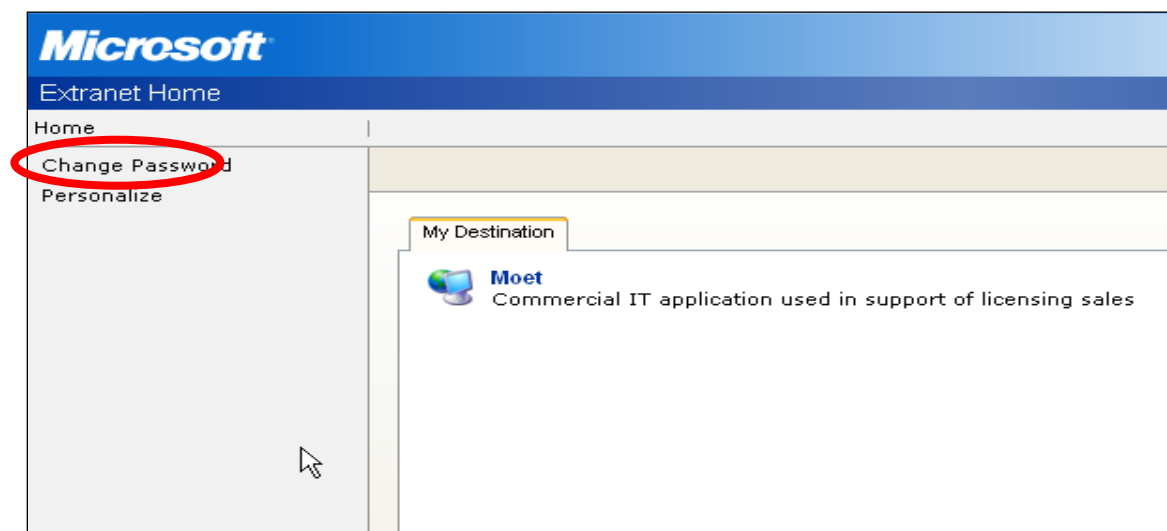 Microsoft
Extranet Home
Home
Change Password
Personalize
My Destination
Moet
Commercial IT application used in support of licensing sales